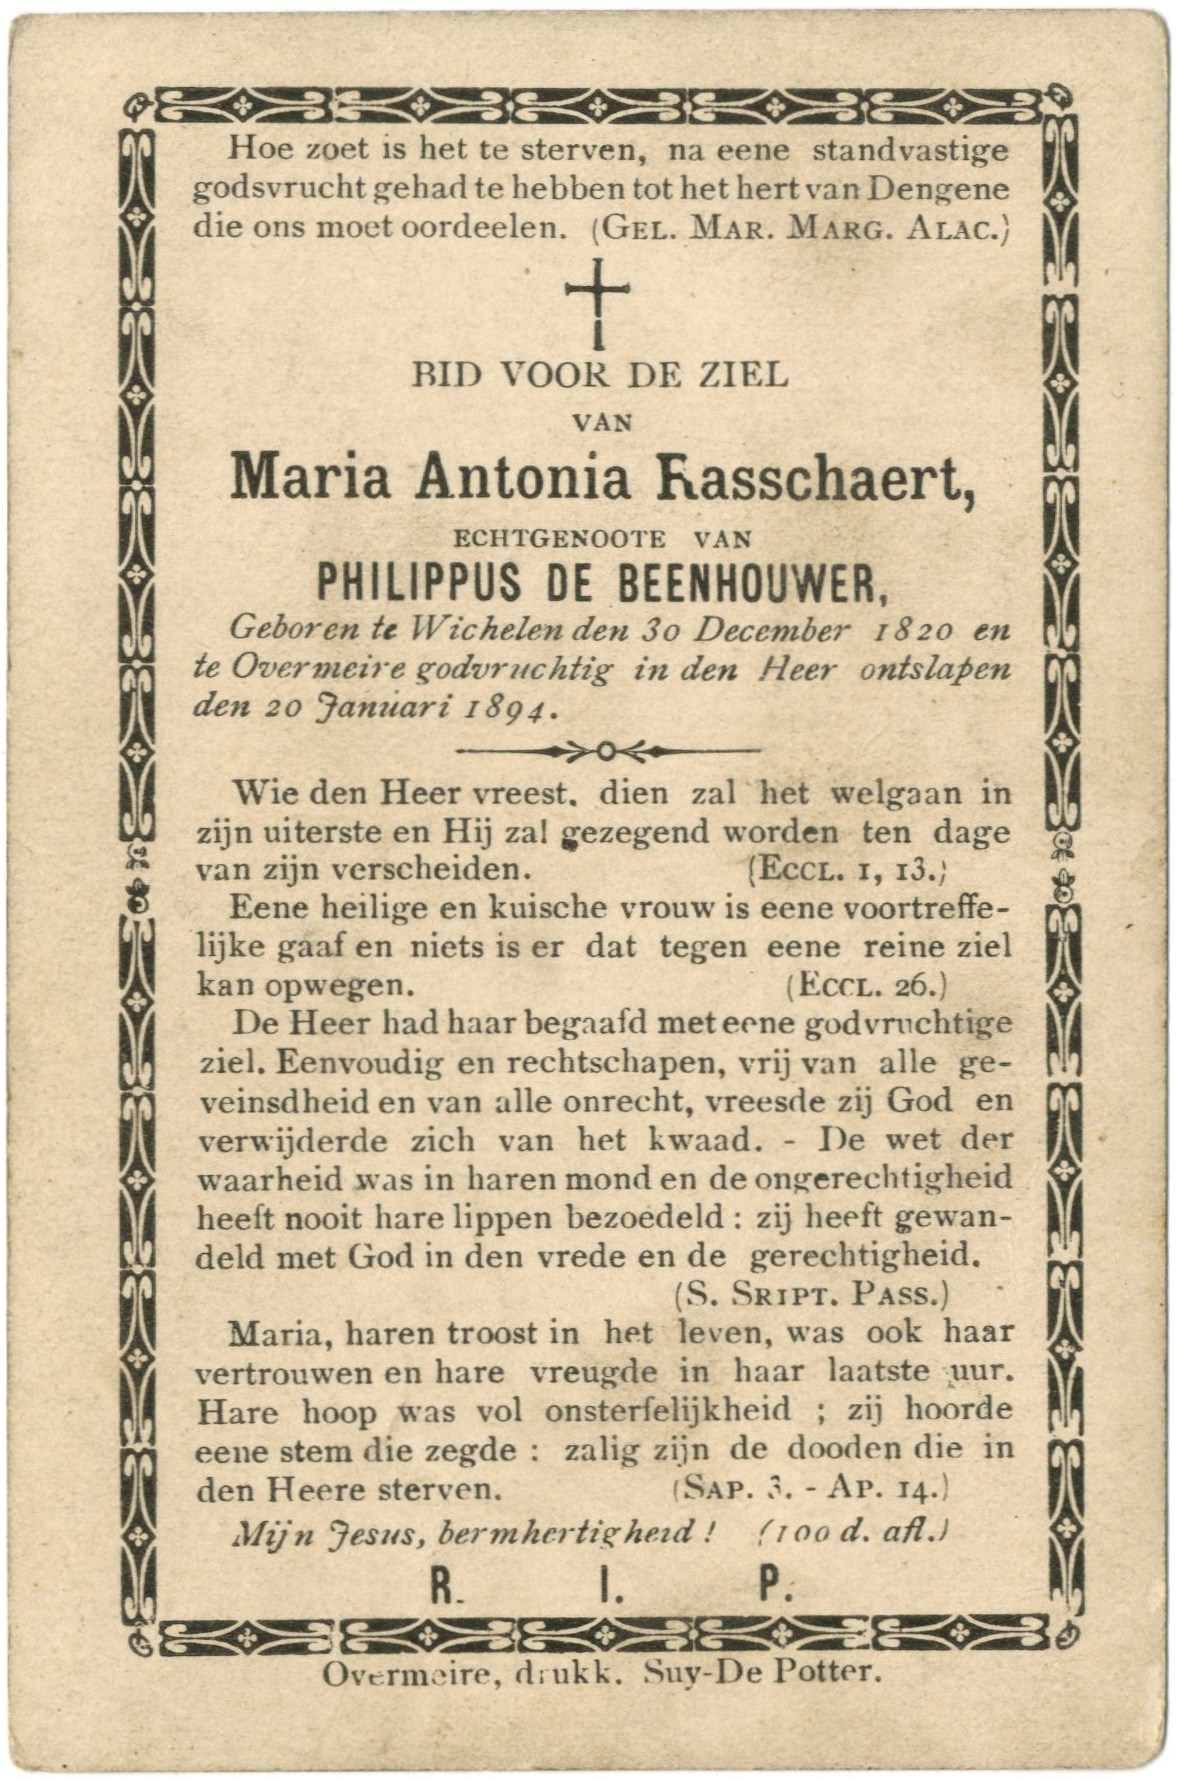 Hoe zoet is het te sterven, na eene standvastige
godsvrucht gehad te hebben tot het hert van Dengene
die ons moet oordeelen. (GEL. MAR. MARG. ALAC.)
BID VOOR DE ZIEL
VAN
Maria Antonia Rasschaert,
ECHTGENOOTE VAN
PHILIPPUS DE BEENHOUWER,
Geboren te Wichelen den 30 December 1820 en
te Overmeire godvruchtig in den Heer ontslapen
den 20 Januari 1894.
Wie den Heer vreest, dien zal het welgaan in
zijn uiterste en Hij zal gezegend worden ten dage
van zijn verscheiden. (ECCL. 1, 13.)
Eene heilige en kuische vrouw is eene voortreffe-
lijke gaaf en niets is er dat tegen eene reine ziel
kan opwegen. (ECCL. 26.)
De Heer had haar begaafd met eene godvruchtige
ziel. Eenvoudig en rechtschapen, vrij van alle ge-
veinsdheid en van alle onrecht, vreesde zij God en
verwijderde zich van het kwaad. - De wet der
waarheid was in haren mond en de ongerechtigheid
heeft nooit hare lippen bezoedeld : zij heeft gewan-
deld met God in den vrede en de gerechtigheid.
(S. SRIPT. PASS.)
Maria, haren troost in het leven, was ook haar
vertrouwen en hare vreugde in haar laatste uur.
Hare hoop was vol onsterfelijkheid ; zij hoorde
eene stem die zegde : zalig zijn de dooden die in
den Heere sterven. (SAP. 3. - AP. 14.)
Mijn Jesus, bermhertigheid ! (100 d. afl.)
R. I. P.
Overmeire, drukk. Suy-De Potter.